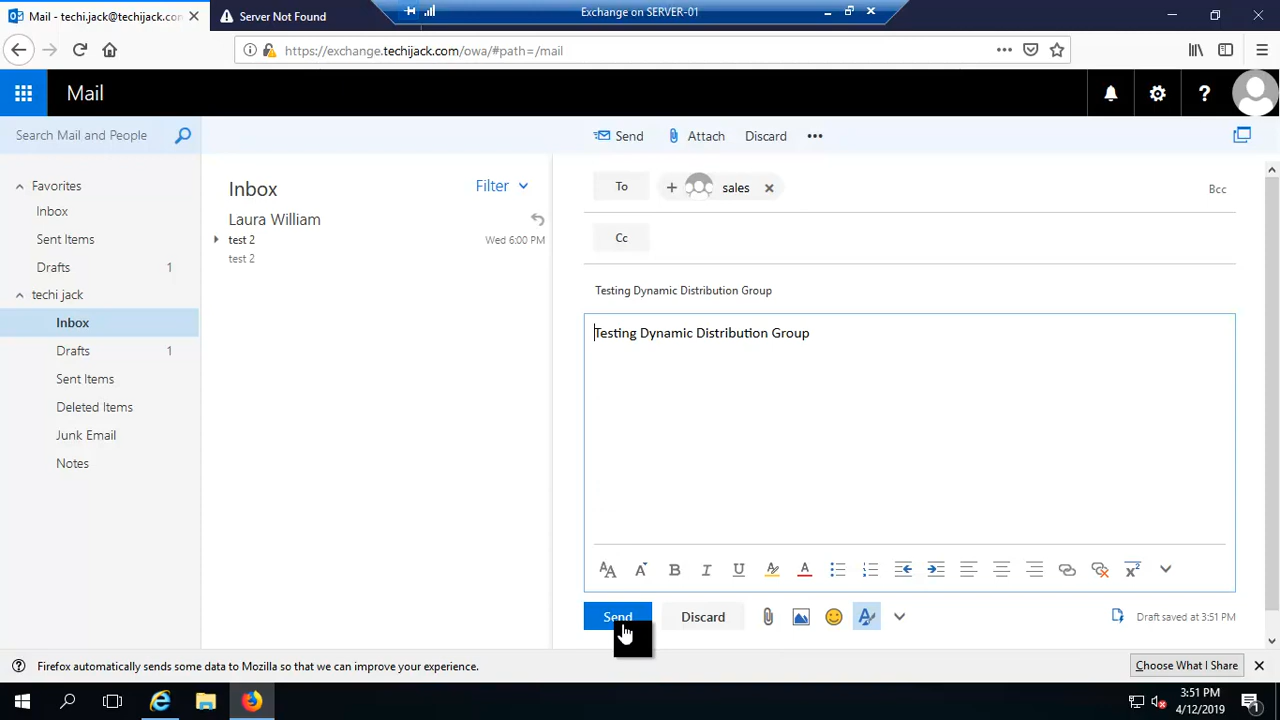 Mail - techi.jack@techijack.con
Server Not Found
Exchange on SERVER-01
https://exchange.techijack.com/owa/#path=/mail
Mail
Search Mail and People
Send
Attach
Discard
Favorites
Inbox
Sent Items
Drafts 1
techi jack
Inbox
Drafts 1
Sent Items
Deleted Items
Junk Email
Notes
Inbox
Filter
Laura William
test 2
Wed 6:00 PM
test 2
To
sales
Bcc
Cc
Testing Dynamic Distribution Group
Testing Dynamic Distribution Group
Send
Discard
Draft saved at 3:51 PM
Firefox automatically sends some data to Mozilla so that we can improve your experience.
Choose What I Share
3:51 PM
4/12/2019